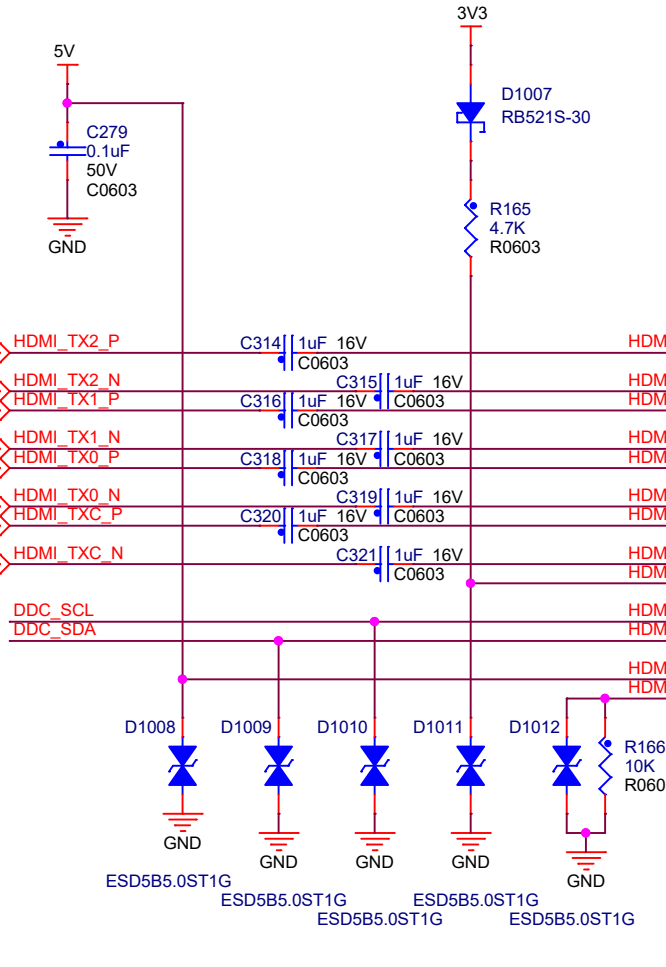 3V3
5V
D1007
RB521S-30
C279
0.1uF
50V
C0603
GND
R165
4.7K
R0603
HDMI_TX2_P
C314 1uF 16V
C0603
HDM
HDMI_TX2_N
C315 1uF 16V
C0603
HDM
HDMI_TX1_P
C316 1uF 16V
C0603
HDM
HDMI_TX1_N
C317 1uF 16V
C0603
HDM
HDMI_TX0_P
C318 1uF 16V
C0603
HDM
HDMI_TX0_N
C319 1uF 16V
C0603
HDM
HDMI_TXC_P
C320 1uF 16V
C0603
HDM
HDMI_TXC_N
C321 1uF 16V
C0603
HDM
HDM
DDC_SCL
HDM
DDC_SDA
HDM
HDM
HDM
D1008
D1009
D1010
D1011
D1012
R166
10K
R060
GND
GND
GND
GND
GND
ESD5B5.0ST1G
ESD5B5.0ST1G
ESD5B5.0ST1G
ESD5B5.0ST1G
ESD5B5.0ST1G